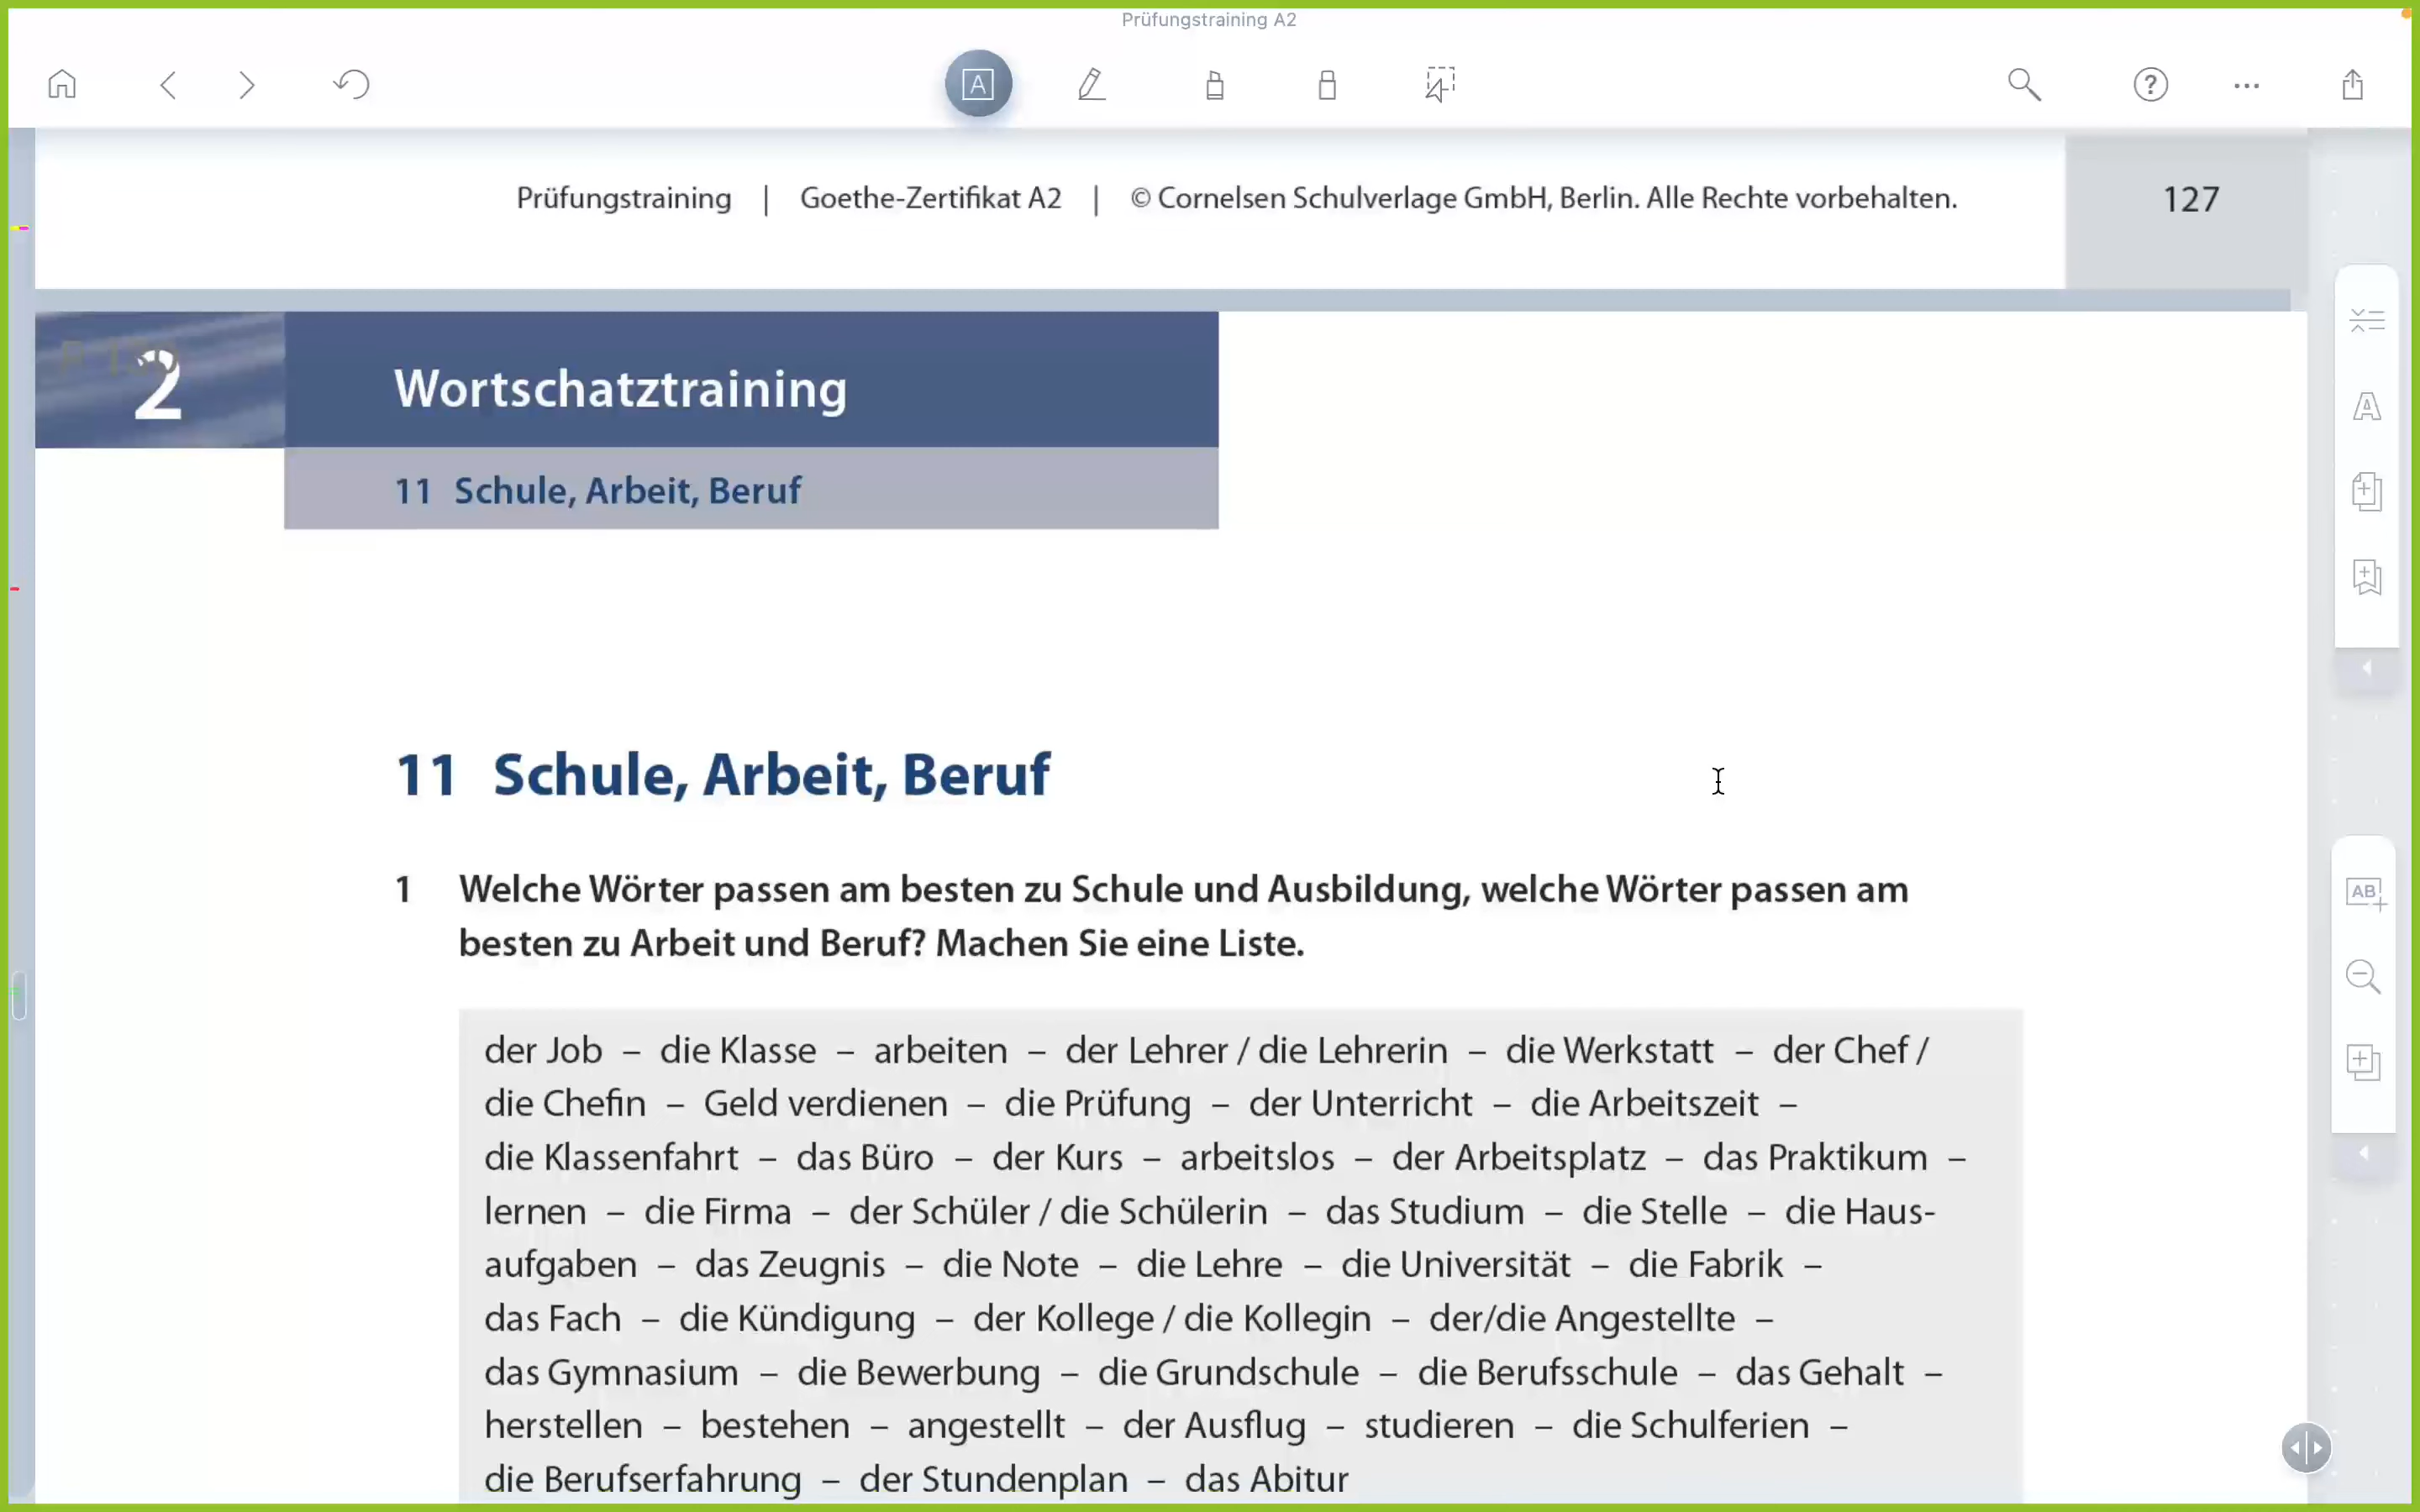 Prüfungstraining A2
Prüfungstraining | Goethe-Zertifikat A2 | © Cornelsen Schulverlage GmbH, Berlin. Alle Rechte vorbehalten.
127
2
Wortschatztraining
11 Schule, Arbeit, Beruf
11 Schule, Arbeit, Beruf
1 Welche Wörter passen am besten zu Schule und Ausbildung, welche Wörter passen am
besten zu Arbeit und Beruf? Machen Sie eine Liste.
der Job – die Klasse – arbeiten – der Lehrer / die Lehrerin – die Werkstatt – der Chef /
die Chefin – Geld verdienen – die Prüfung – der Unterricht – die Arbeitszeit –
die Klassenfahrt – das Büro – der Kurs – arbeitslos – der Arbeitsplatz – das Praktikum –
lernen – die Firma – der Schüler / die Schülerin – das Studium – die Stelle – die Haus-
aufgaben – das Zeugnis – die Note – die Lehre – die Universität – die Fabrik –
das Fach – die Kündigung – der Kollege / die Kollegin – der/die Angestellte –
das Gymnasium – die Bewerbung – die Grundschule – die Berufsschule – das Gehalt –
herstellen – bestehen – angestellt – der Ausflug – studieren – die Schulferien –
die Berufserfahrung – der Stundenplan – das Abitur